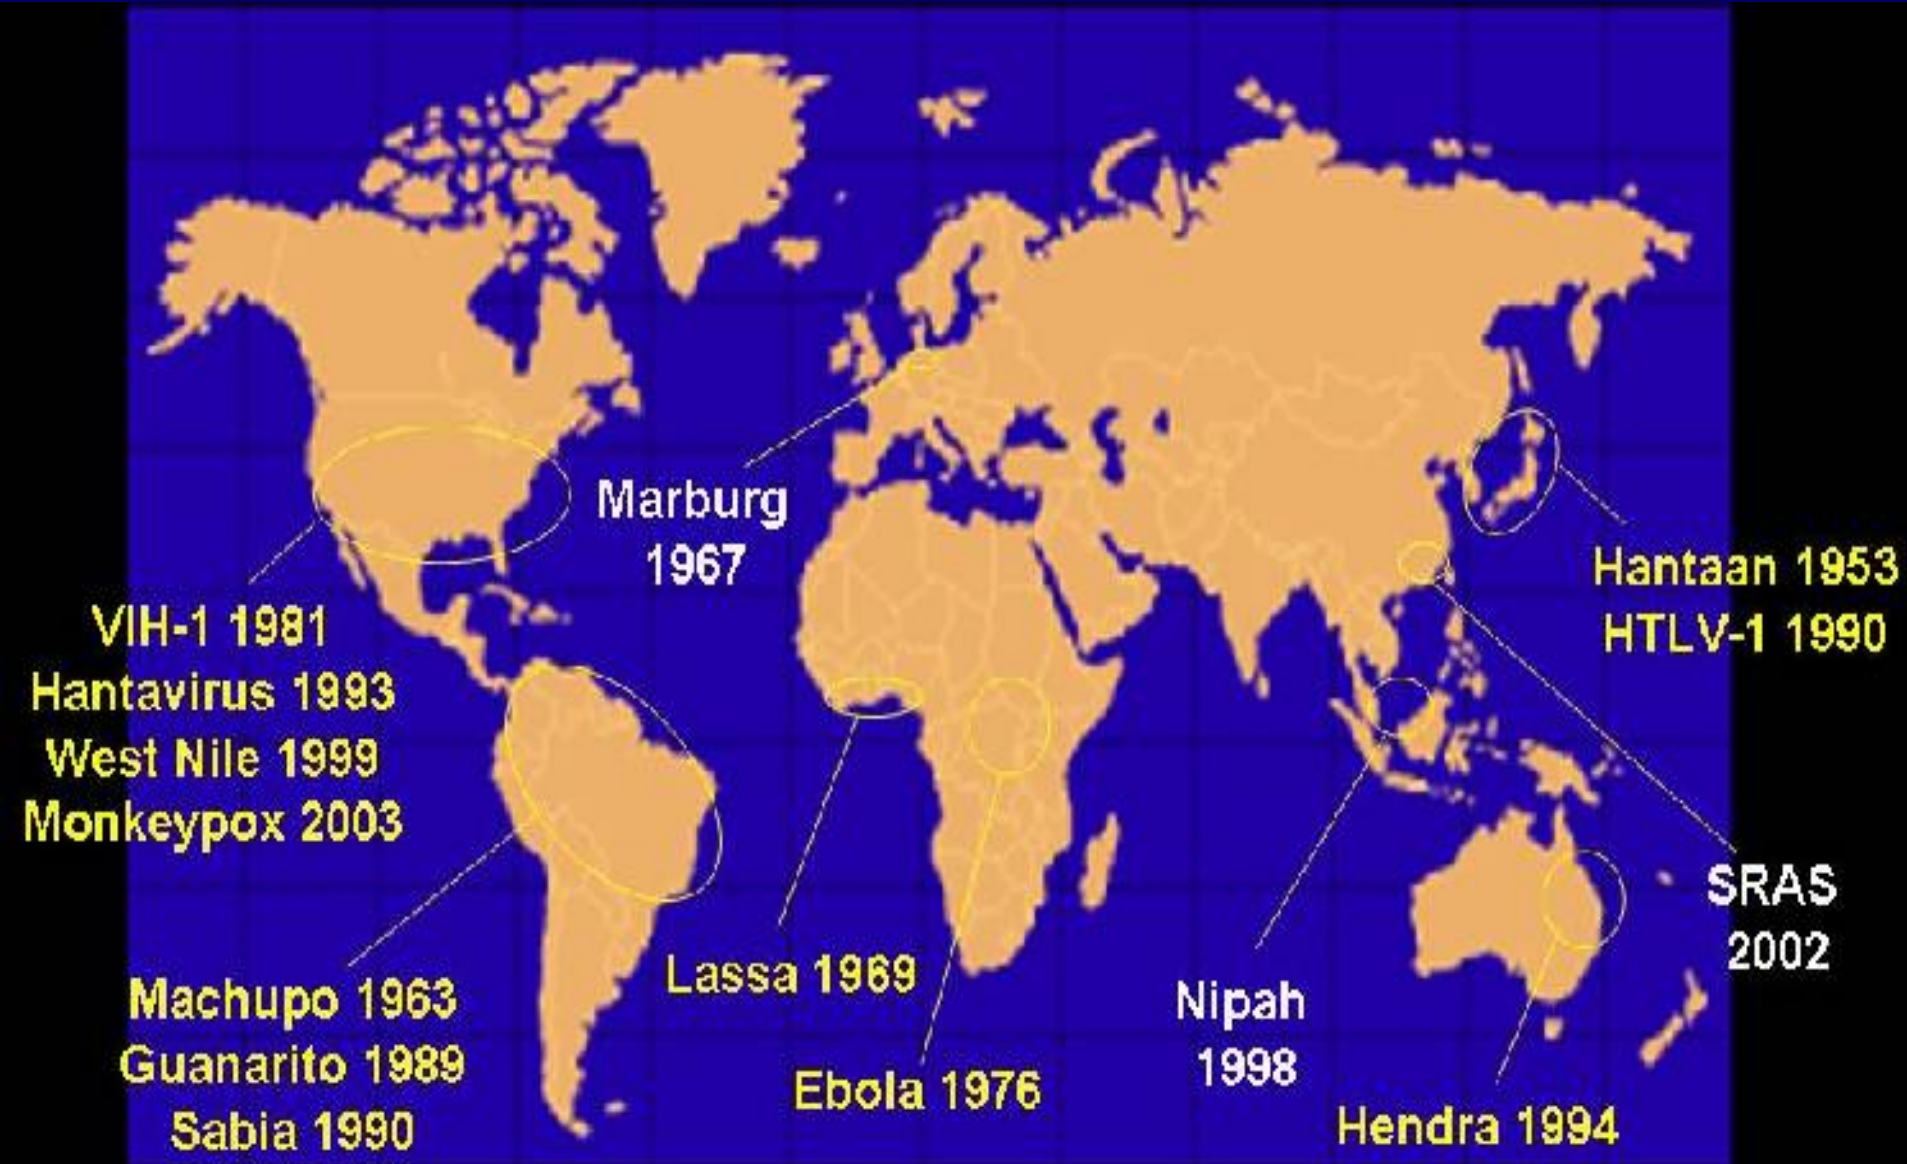 Marburg
1967
Hantaan 1953
HTLV-1 1990
VIH-1 1981
Hantavirus 1993
West Nile 1999
Monkeypox 2003
SRAS
2002
Machupo 1963
Guanarito 1989
Sabia 1990
Lassa 1969
Ebola 1976
Nipah
1998
Hendra 1994